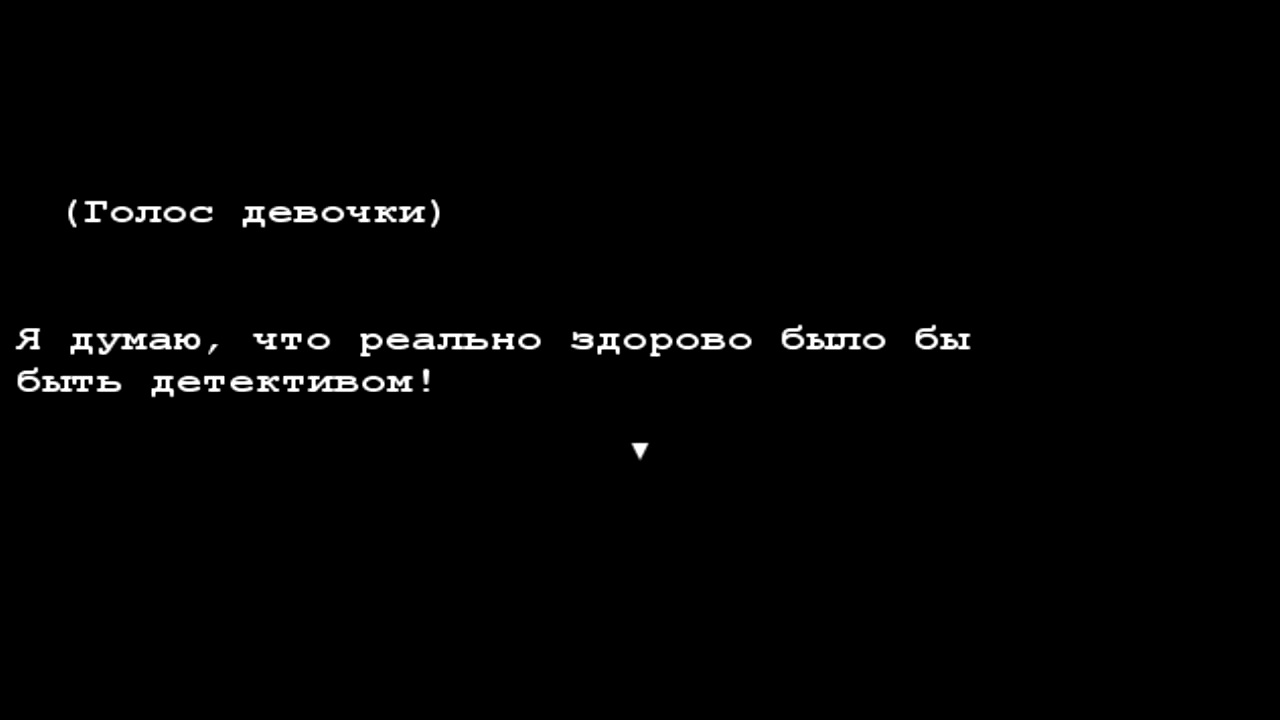 (Голос девочки)
Я думаю, что реально здорово было бы
быть детективом!